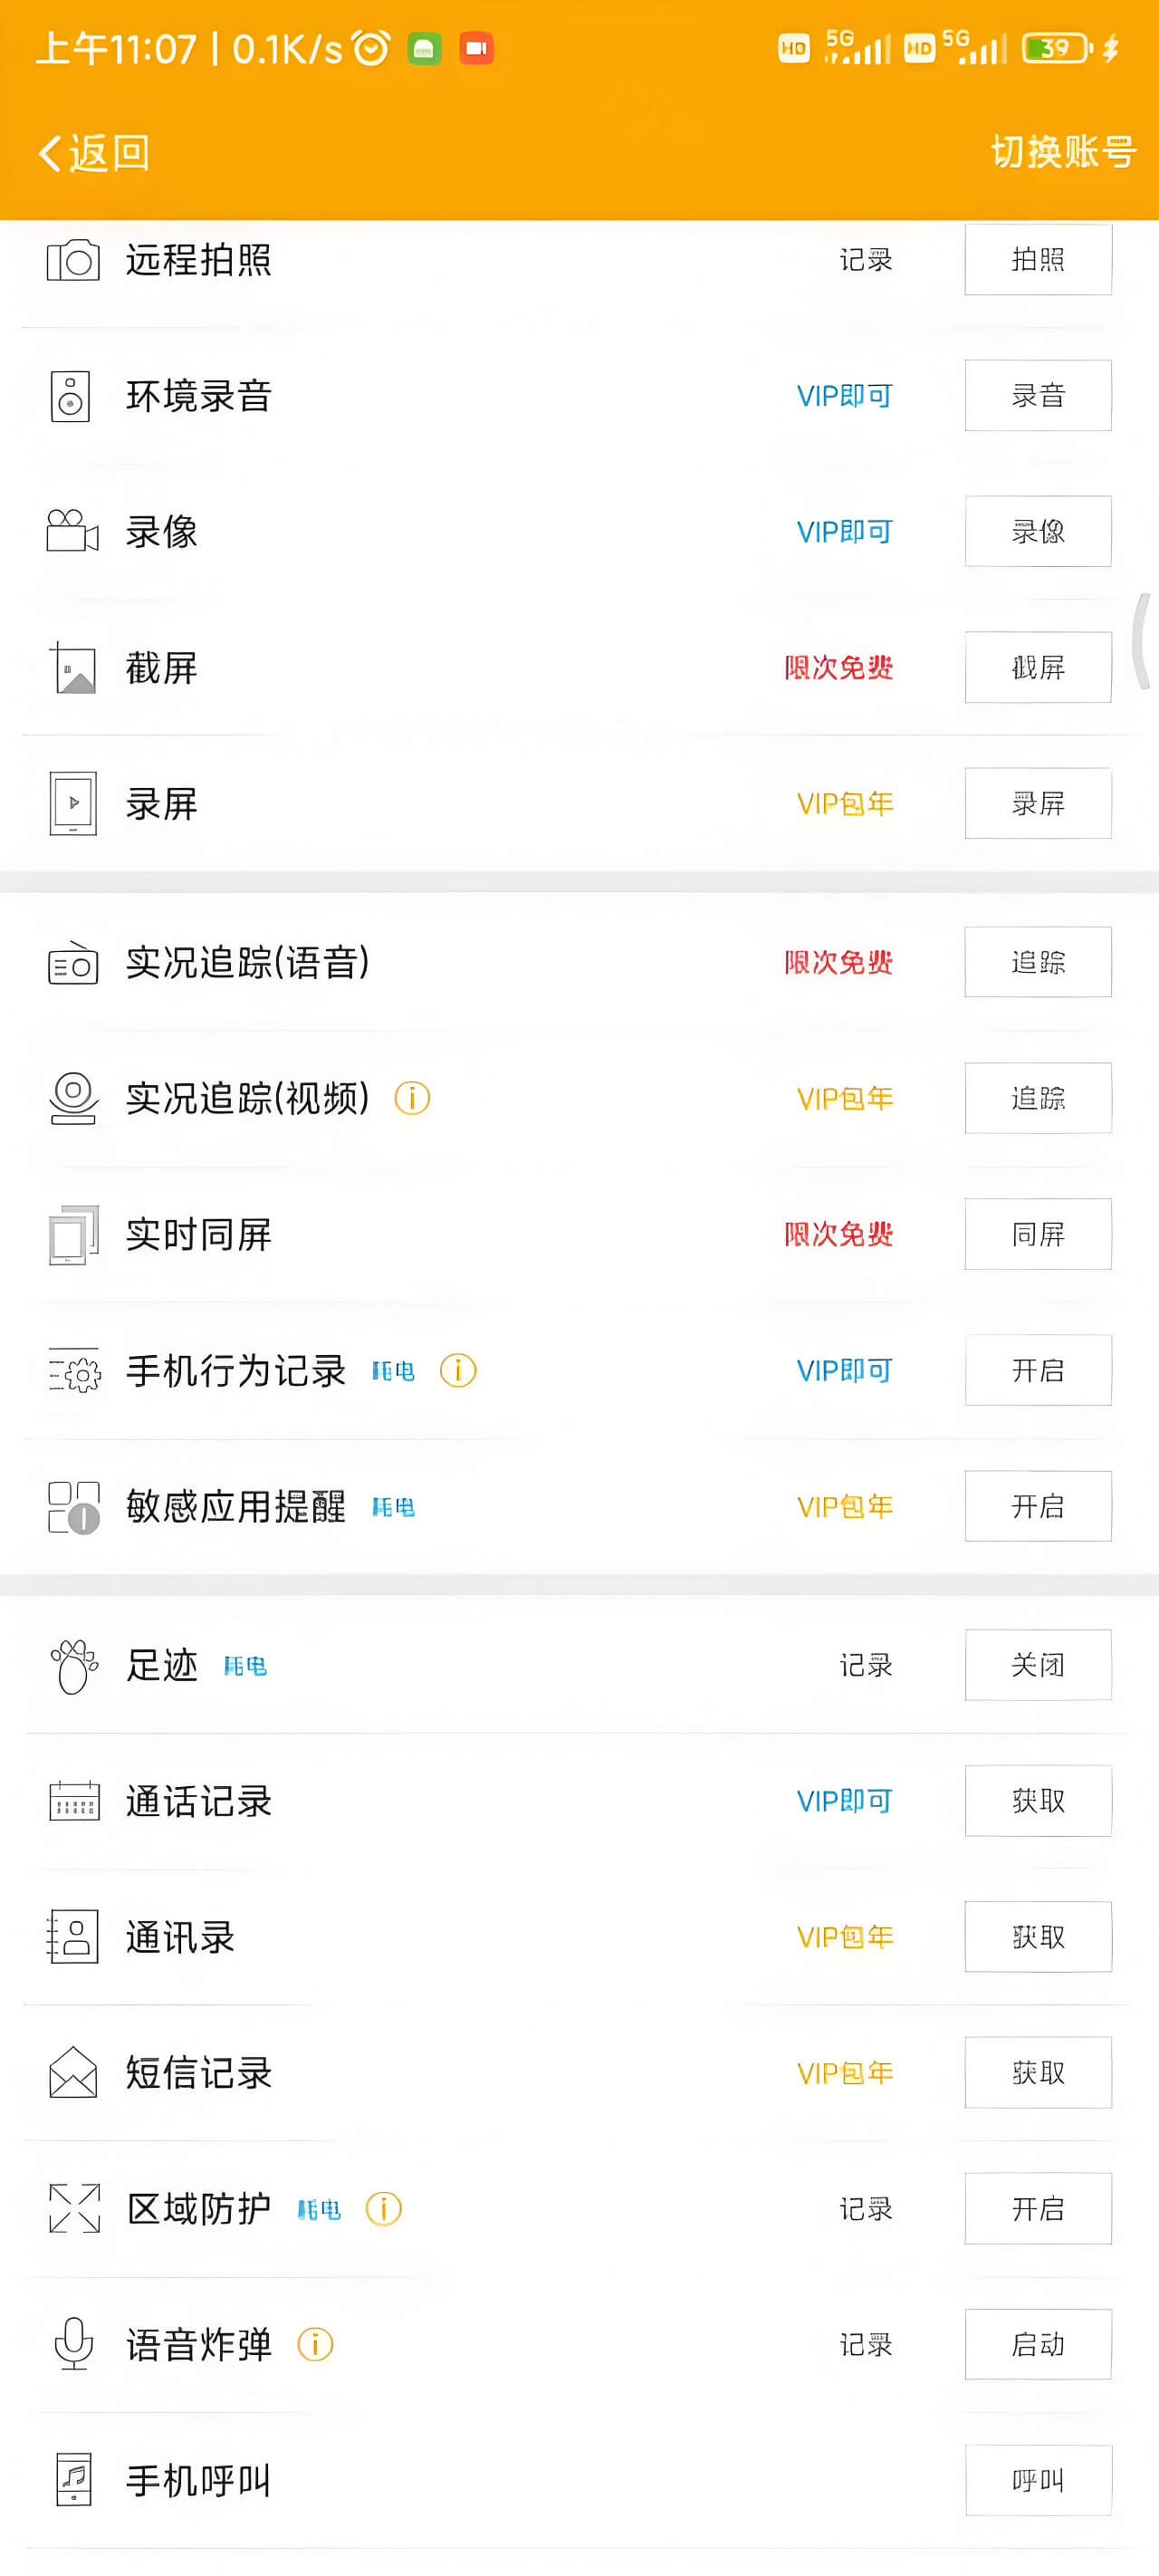 上午11:07 | 0.1K/s HD 5G HD 5G 39
返回 切换账号
远程拍照 记录 拍照
环境录音 VIP即可 录音
录像 VIP即可 录像
截屏 限次免费 截屏
录屏 VIP包年 录屏
实况追踪(语音) 限次免费 追踪
实况追踪(视频) VIP包年 追踪
实时同屏 限次免费 同屏
手机行为记录 耗电 VIP即可 开启
敏感应用提醒 耗电 VIP包年 开启
足迹 耗电 记录 关闭
通话记录 VIP即可 获取
通讯录 VIP包年 获取
短信记录 VIP包年 获取
区域防护 耗电 记录 开启
语音炸弹 记录 启动
手机呼叫 呼叫